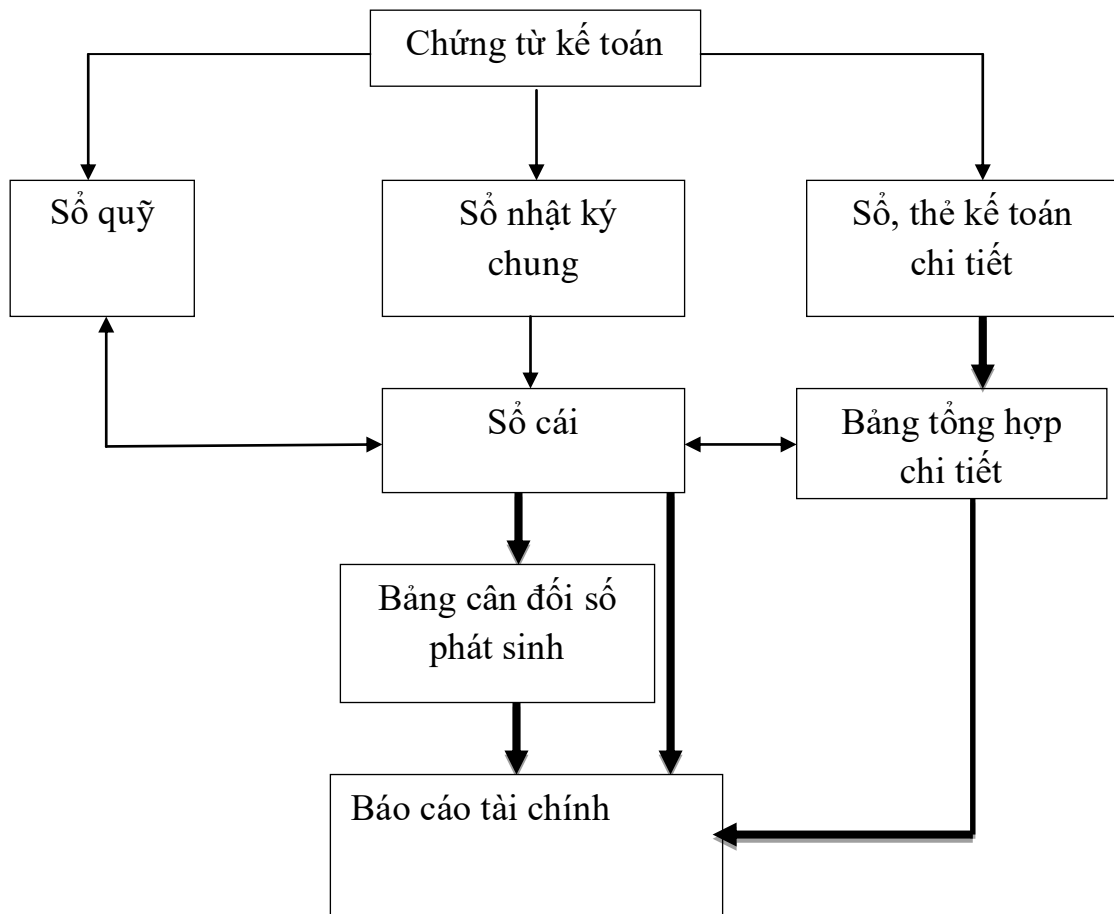 Chứng từ kế toán
Sổ quỹ
Sổ nhật ký
chung
Sổ, thẻ kế toán
chi tiết
Sổ cái
Bảng tổng hợp
chi tiết
Bảng cân đối số
phát sinh
Báo cáo tài chính